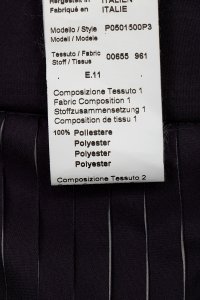 Hergestellt in ITALIEN
Fabriqué en ITALIE
Modello / Style P0501500P3
Modell / Modele
Tessuto / Fabric 00655 961
Stoff / Tissus
E.11
Composizione Tessuto 1
Fabric Composition 1
Stoffzusammensetzung 1
Composition de tissu 1
100% Poliestere
Polyester
Polyester
Polyester
Composizione Tessuto 2